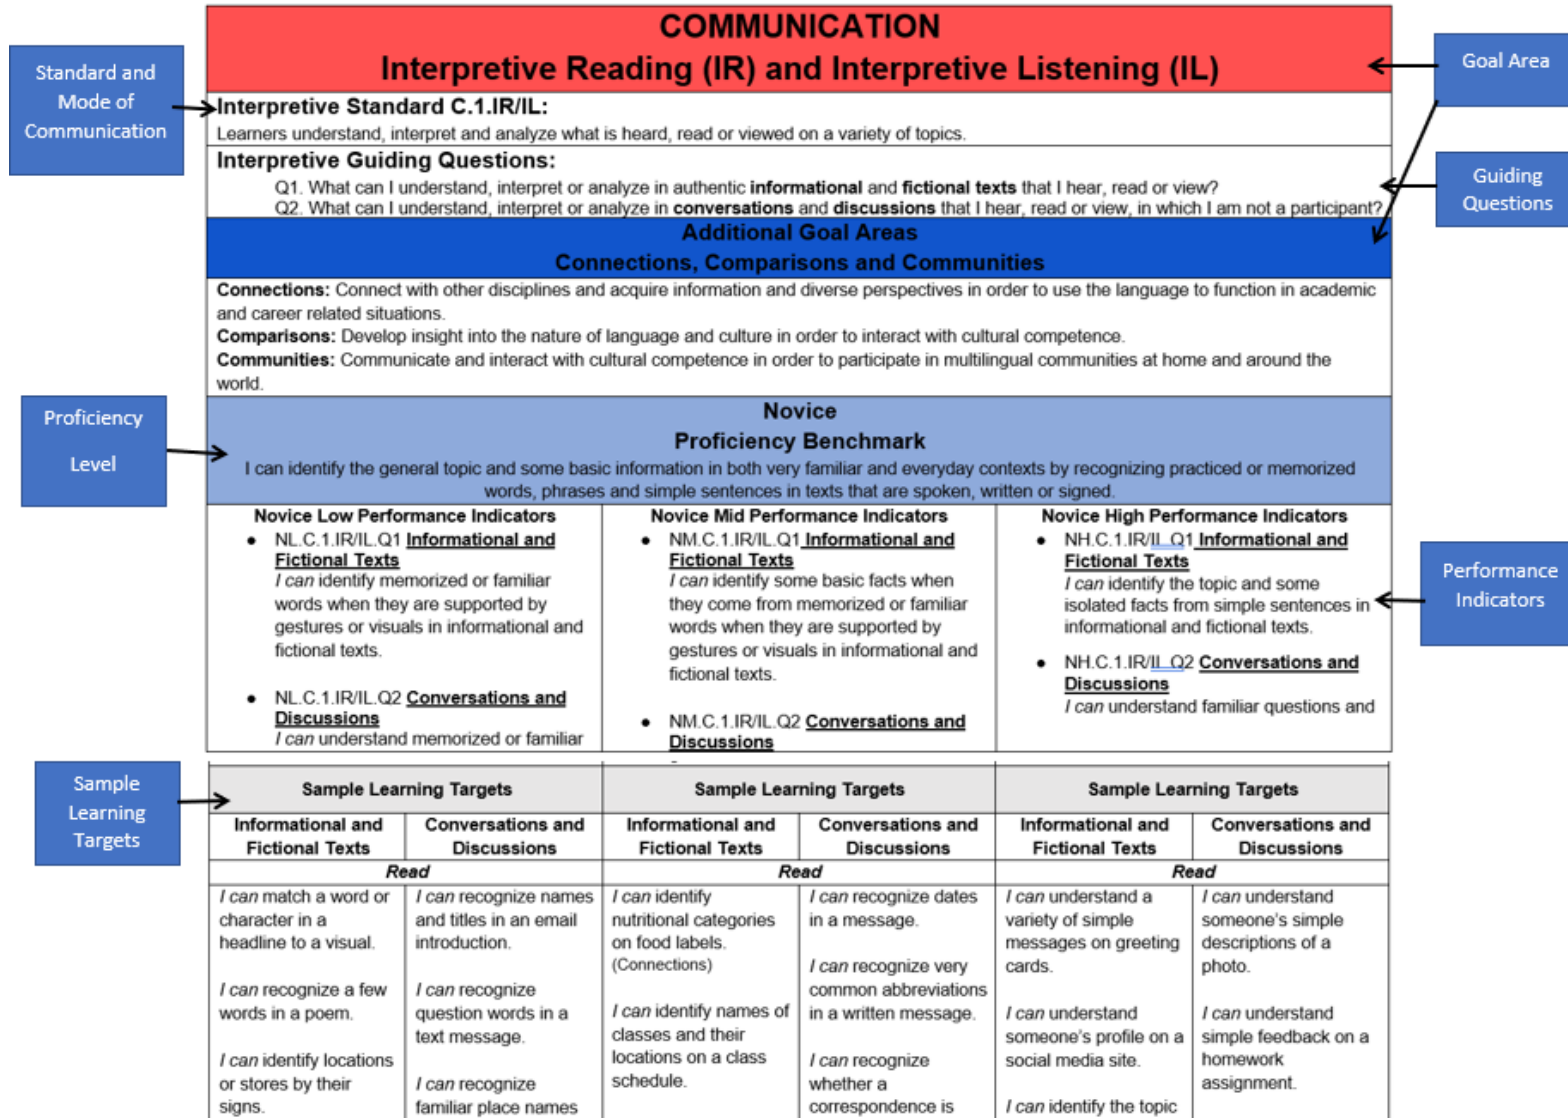 COMMUNICATION
Interpretive Reading (IR) and Interpretive Listening (IL)
Standard and
Mode of
Communication
Goal Area
Interpretive Standard C.1.IR/IL:
Learners understand, interpret and analyze what is heard, read or viewed on a variety of topics.
Interpretive Guiding Questions:
Q1. What can I understand, interpret or analyze in authentic informational and fictional texts that I hear, read or view?
Q2. What can I understand, interpret or analyze in conversations and discussions that I hear, read or view, in which I am not a participant?
Guiding
Questions
Additional Goal Areas
Connections, Comparisons and Communities
Connections: Connect with other disciplines and acquire information and diverse perspectives in order to use the language to function in academic
and career related situations.
Comparisons: Develop insight into the nature of language and culture in order to interact with cultural competence.
Communities: Communicate and interact with cultural competence in order to participate in multilingual communities at home and around the
world.
Proficiency
Level
Novice
Proficiency Benchmark
I can identify the general topic and some basic information in both very familiar and everyday contexts by recognizing practiced or memorized
words, phrases and simple sentences in texts that are spoken, written or signed.
Novice Low Performance Indicators
• NL.C.1.IR/IL.Q1 Informational and
Fictional Texts
I can identify memorized or familiar
words when they are supported by
gestures or visuals in informational and
fictional texts.
• NL.C.1.IR/IL.Q2 Conversations and
Discussions
I can understand memorized or familiar
Novice Mid Performance Indicators
• NM.C.1.IR/IL.Q1 Informational and
Fictional Texts
I can identify some basic facts when
they come from memorized or familiar
words when they are supported by
gestures or visuals in informational and
fictional texts.
• NM.C.1.IR/IL.Q2 Conversations and
Discussions
Novice High Performance Indicators
• NH.C.1.IR/IL.Q1 Informational and
Fictional Texts
I can identify the topic and some
isolated facts from simple sentences in
informational and fictional texts.
• NH.C.1.IR/IL.Q2 Conversations and
Discussions
I can understand familiar questions and
Performance
Indicators
Sample
Learning
Targets
Sample Learning Targets
Informational and
Fictional Texts
Conversations and
Discussions
Read
I can match a word or
character in a
headline to a visual.
I can recognize a few
words in a poem.
I can identify locations
or stores by their
signs.
I can recognize names
and titles in an email
introduction.
I can recognize
question words in a
text message.
I can recognize
familiar place names
Sample Learning Targets
Informational and
Fictional Texts
Conversations and
Discussions
Read
I can identify
nutritional categories
on food labels.
(Connections)
I can identify names of
classes and their
locations on a class
schedule.
I can recognize dates
in a message.
I can recognize very
common abbreviations
in a written message.
I can recognize
whether a
correspondence is
Sample Learning Targets
Informational and
Fictional Texts
Conversations and
Discussions
Read
I can understand a
variety of simple
messages on greeting
cards.
I can understand
someone's profile on a
social media site.
I can identify the topic
I can understand
someone's simple
descriptions of a
photo.
I can understand
simple feedback on a
homework
assignment.